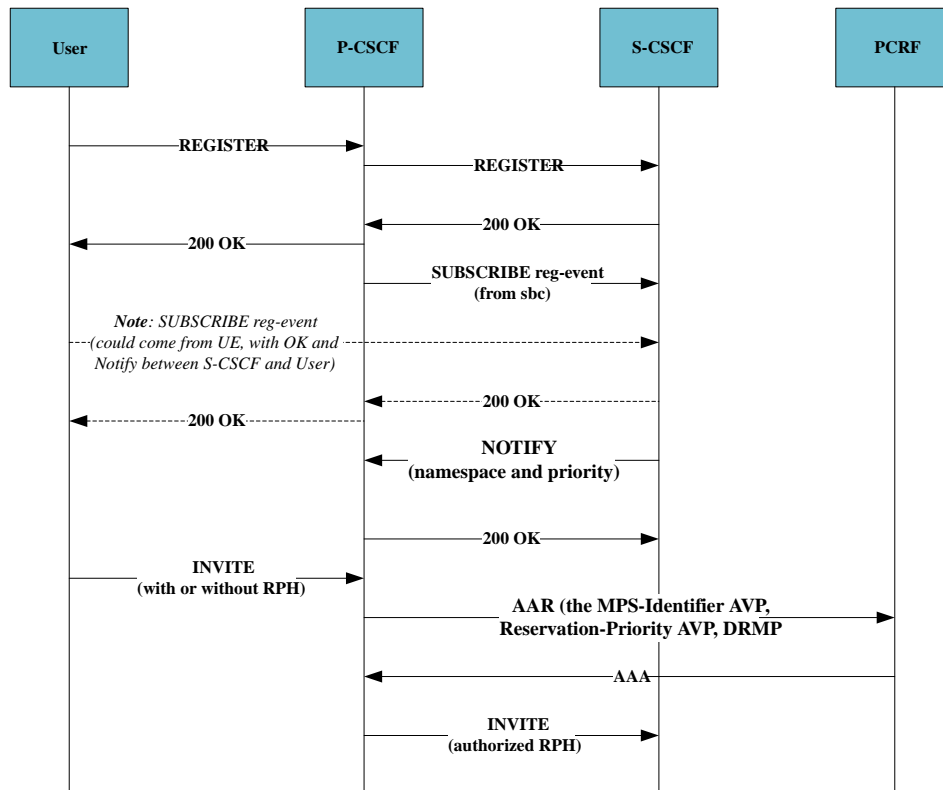 User
P-CSCF
S-CSCF
PCRF
REGISTER
REGISTER
200 OK
200 OK
SUBSCRIBE reg-event
(from sbc)
Note: SUBSCRIBE reg-event
(could come from UE, with OK and
Notify between S-CSCF and User)
200 OK
200 OK
NOTIFY
(namespace and priority)
200 OK
INVITE
(with or without RPH)
AAR (the MPS-Identifier AVP,
Reservation-Priority AVP, DRMP
AAA
INVITE
(authorized RPH)